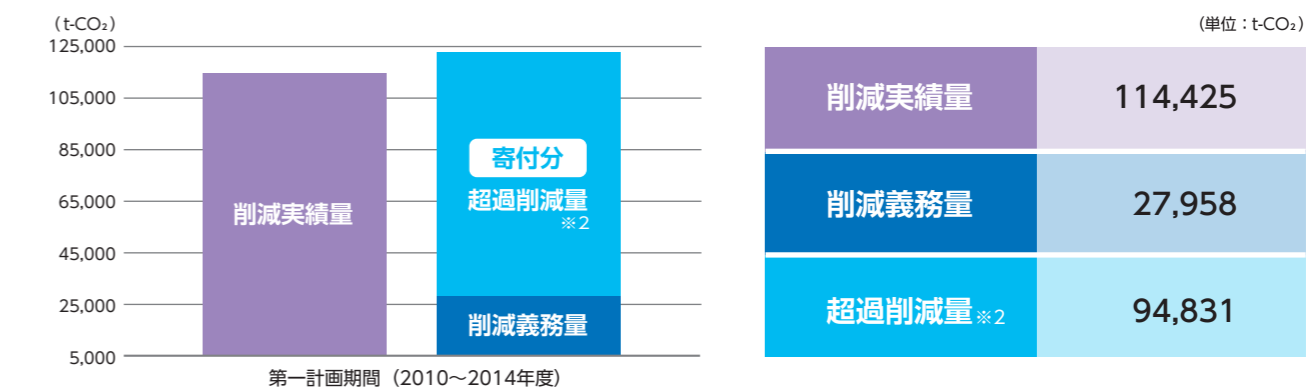 (t-CO₂)
125,000
105,000
85,000
65,000
45,000
25,000
5,000
削減実績量
寄付分
超過削減量
※2
削減義務量
第一計画期間（2010～2014年度）
（単位：t-CO₂）
削減実績量 114,425
削減義務量 27,958
超過削減量※2 94,831